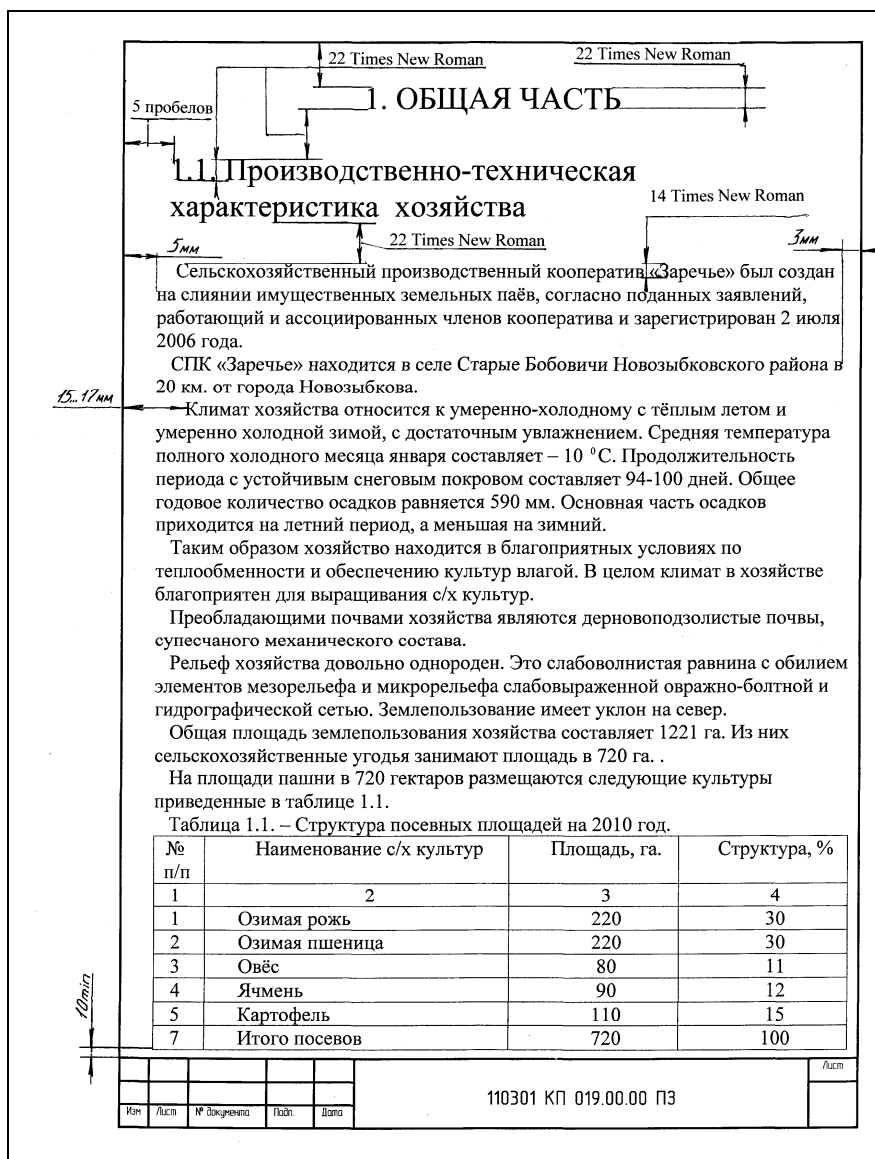 22 Times New Roman
22 Times New Roman
1. ОБЩАЯ ЧАСТЬ
5 пробелов
1.1. Производственно-техническая
характеристика хозяйства
14 Times New Roman
5мм
22 Times New Roman
3мм
Сельскохозяйственный производственный кооператив «Заречье» был создан
на слиянии имущественных земельных паёв, согласно поданных заявлений,
работающий и ассоциированных членов кооператива и зарегистрирован 2 июля
2006 года.
СПК «Заречье» находится в селе Старые Бобовичи Новозыбковского района в
20 км. от города Новозыбкова.
15...17мм
Климат хозяйства относится к умеренно-холодному с тёплым летом и
умеренно холодной зимой, с достаточным увлажнением. Средняя температура
полного холодного месяца января составляет – 10 ⁰С. Продолжительность
периода с устойчивым снеговым покровом составляет 94-100 дней. Общее
годовое количество осадков равняется 590 мм. Основная часть осадков
приходится на летний период, а меньшая на зимний.
Таким образом хозяйство находится в благоприятных условиях по
теплообменности и обеспечению культур влагой. В целом климат в хозяйстве
благоприятен для выращивания с/х культур.
Преобладающими почвами хозяйства являются дерновоподзолистые почвы,
супесчаного механического состава.
Рельеф хозяйства довольно однороден. Это слабоволнистая равнина с обилием
элементов мезорельефа и микрорельефа слабовыраженной овражно-болтной и
гидрографической сетью. Землепользование имеет уклон на север.
Общая площадь землепользования хозяйства составляет 1221 га. Из них
сельскохозяйственные угодья занимают площадь в 720 га. .
На площади пашни в 720 гектаров размещаются следующие культуры
приведенные в таблице 1.1.
Таблица 1.1. – Структура посевных площадей на 2010 год.
№ п/п Наименование с/х культур Площадь, га. Структура, %
1 2 3 4
1 Озимая рожь 220 30
2 Озимая пшеница 220 30
3 Овёс 80 11
4 Ячмень 90 12
5 Картофель 110 15
7 Итого посевов 720 100
10min
Лист
110301 КП 019.00.00 ПЗ
Изм Лист № документа Подп. Дата